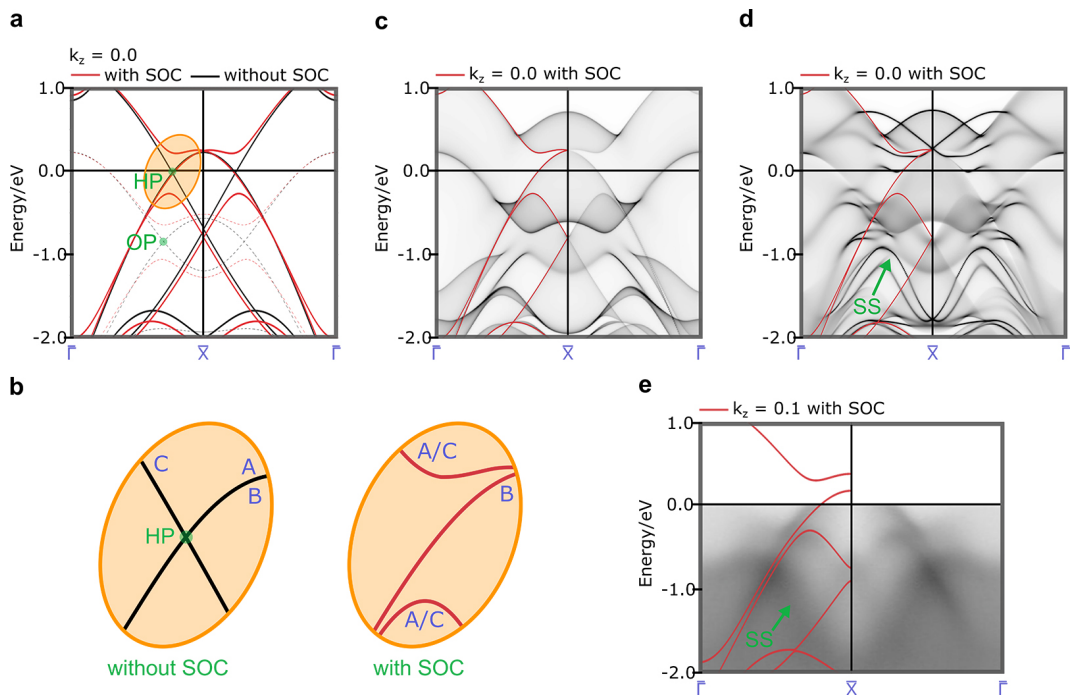 a
k_z = 0.0
with SOC
without SOC
1.0
0.0
-1.0
-2.0
Energy/eV
HP
OP
Γ̄
X̄
Γ̄
c
k_z = 0.0 with SOC
1.0
0.0
-1.0
-2.0
Energy/eV
Γ̄
X̄
Γ̄
d
k_z = 0.0 with SOC
1.0
0.0
-1.0
-2.0
Energy/eV
SS
Γ̄
X̄
Γ̄
b
C
A
B
HP
without SOC
A/C
B
A/C
with SOC
e
k_z = 0.1 with SOC
1.0
0.0
-1.0
-2.0
Energy/eV
SS
Γ̄
X̄
Γ̄